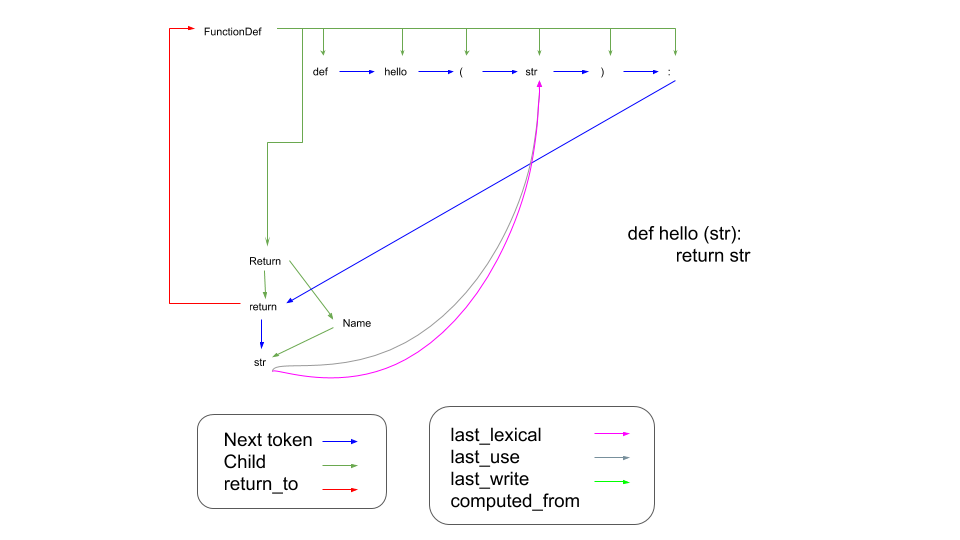 FunctionDef
def hello ( str ) :
def hello (str):
return str
Return
return
Name
str
Next token
Child
return_to
last_lexical
last_use
last_write
computed_from